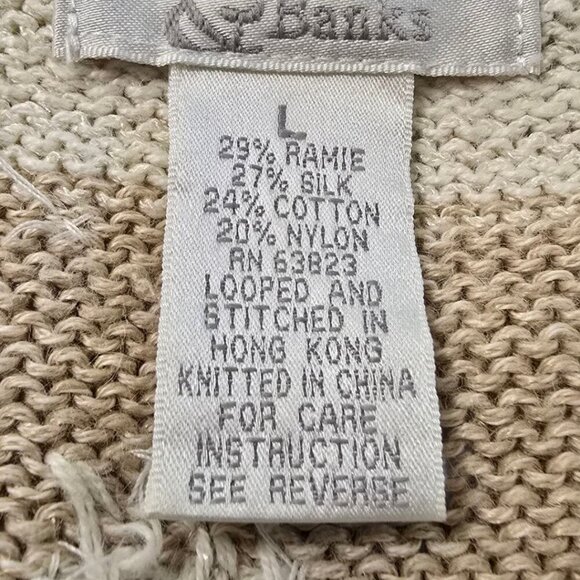 & Banks
L
29% RAMIE
27% SILK
24% COTTON
20% NYLON
RN 63823
LOOPED AND
STITCHED IN
HONG KONG
KNITTED IN CHINA
FOR CARE
INSTRUCTION
SEE REVERSE